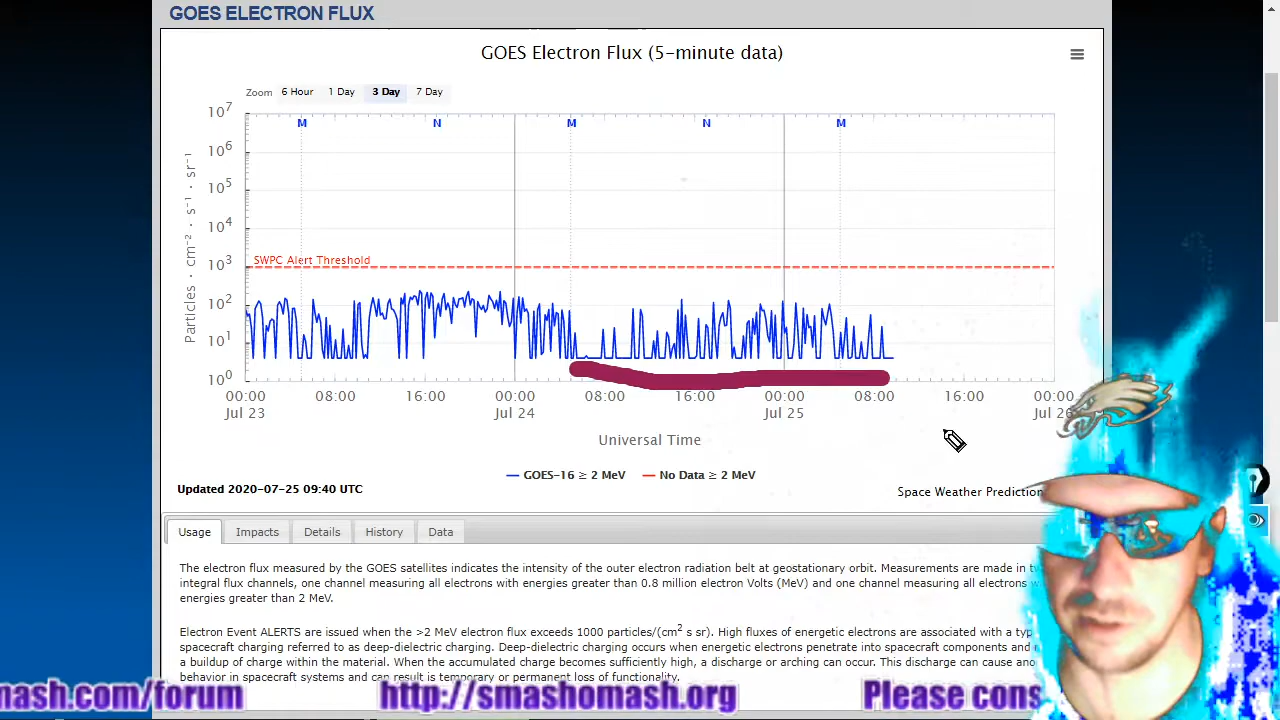 GOES ELECTRON FLUX
GOES Electron Flux (5-minute data)
Zoom 6 Hour 1 Day 3 Day 7 Day
10⁷
M N M N M
10⁶
10⁵
10⁴
SWPC Alert Threshold
10³
10²
10¹
10⁰
Particles · cm⁻² · s⁻¹ · sr⁻¹
00:00 08:00 16:00 00:00 08:00 16:00 00:00 08:00 16:00 00:00
Jul 23 Jul 24 Jul 25 Jul 26
Universal Time
GOES-16 ≥ 2 MeV No Data ≥ 2 MeV
Updated 2020-07-25 09:40 UTC
Space Weather Prediction
Usage Impacts Details History Data
The electron flux measured by the GOES satellites indicates the intensity of the outer electron radiation belt at geostationary orbit. Measurements are made in
integral flux channels, one channel measuring all electrons with energies greater than 0.8 million electron Volts (MeV) and one channel measuring all electrons
energies greater than 2 MeV.
Electron Event ALERTS are issued when the >2 MeV electron flux exceeds 1000 particles/(cm² s sr). High fluxes of energetic electrons are associated with a
spacecraft charging referred to as deep-dielectric charging. Deep-dielectric charging occurs when energetic electrons penetrate into spacecraft components and
a buildup of charge within the material. When the accumulated charge becomes sufficiently high, a discharge or arching can occur. This discharge can cause
behavior in spacecraft systems and can result is temporary or permanent loss of functionality.
mash.com/forum http://smashomash.org Please cons